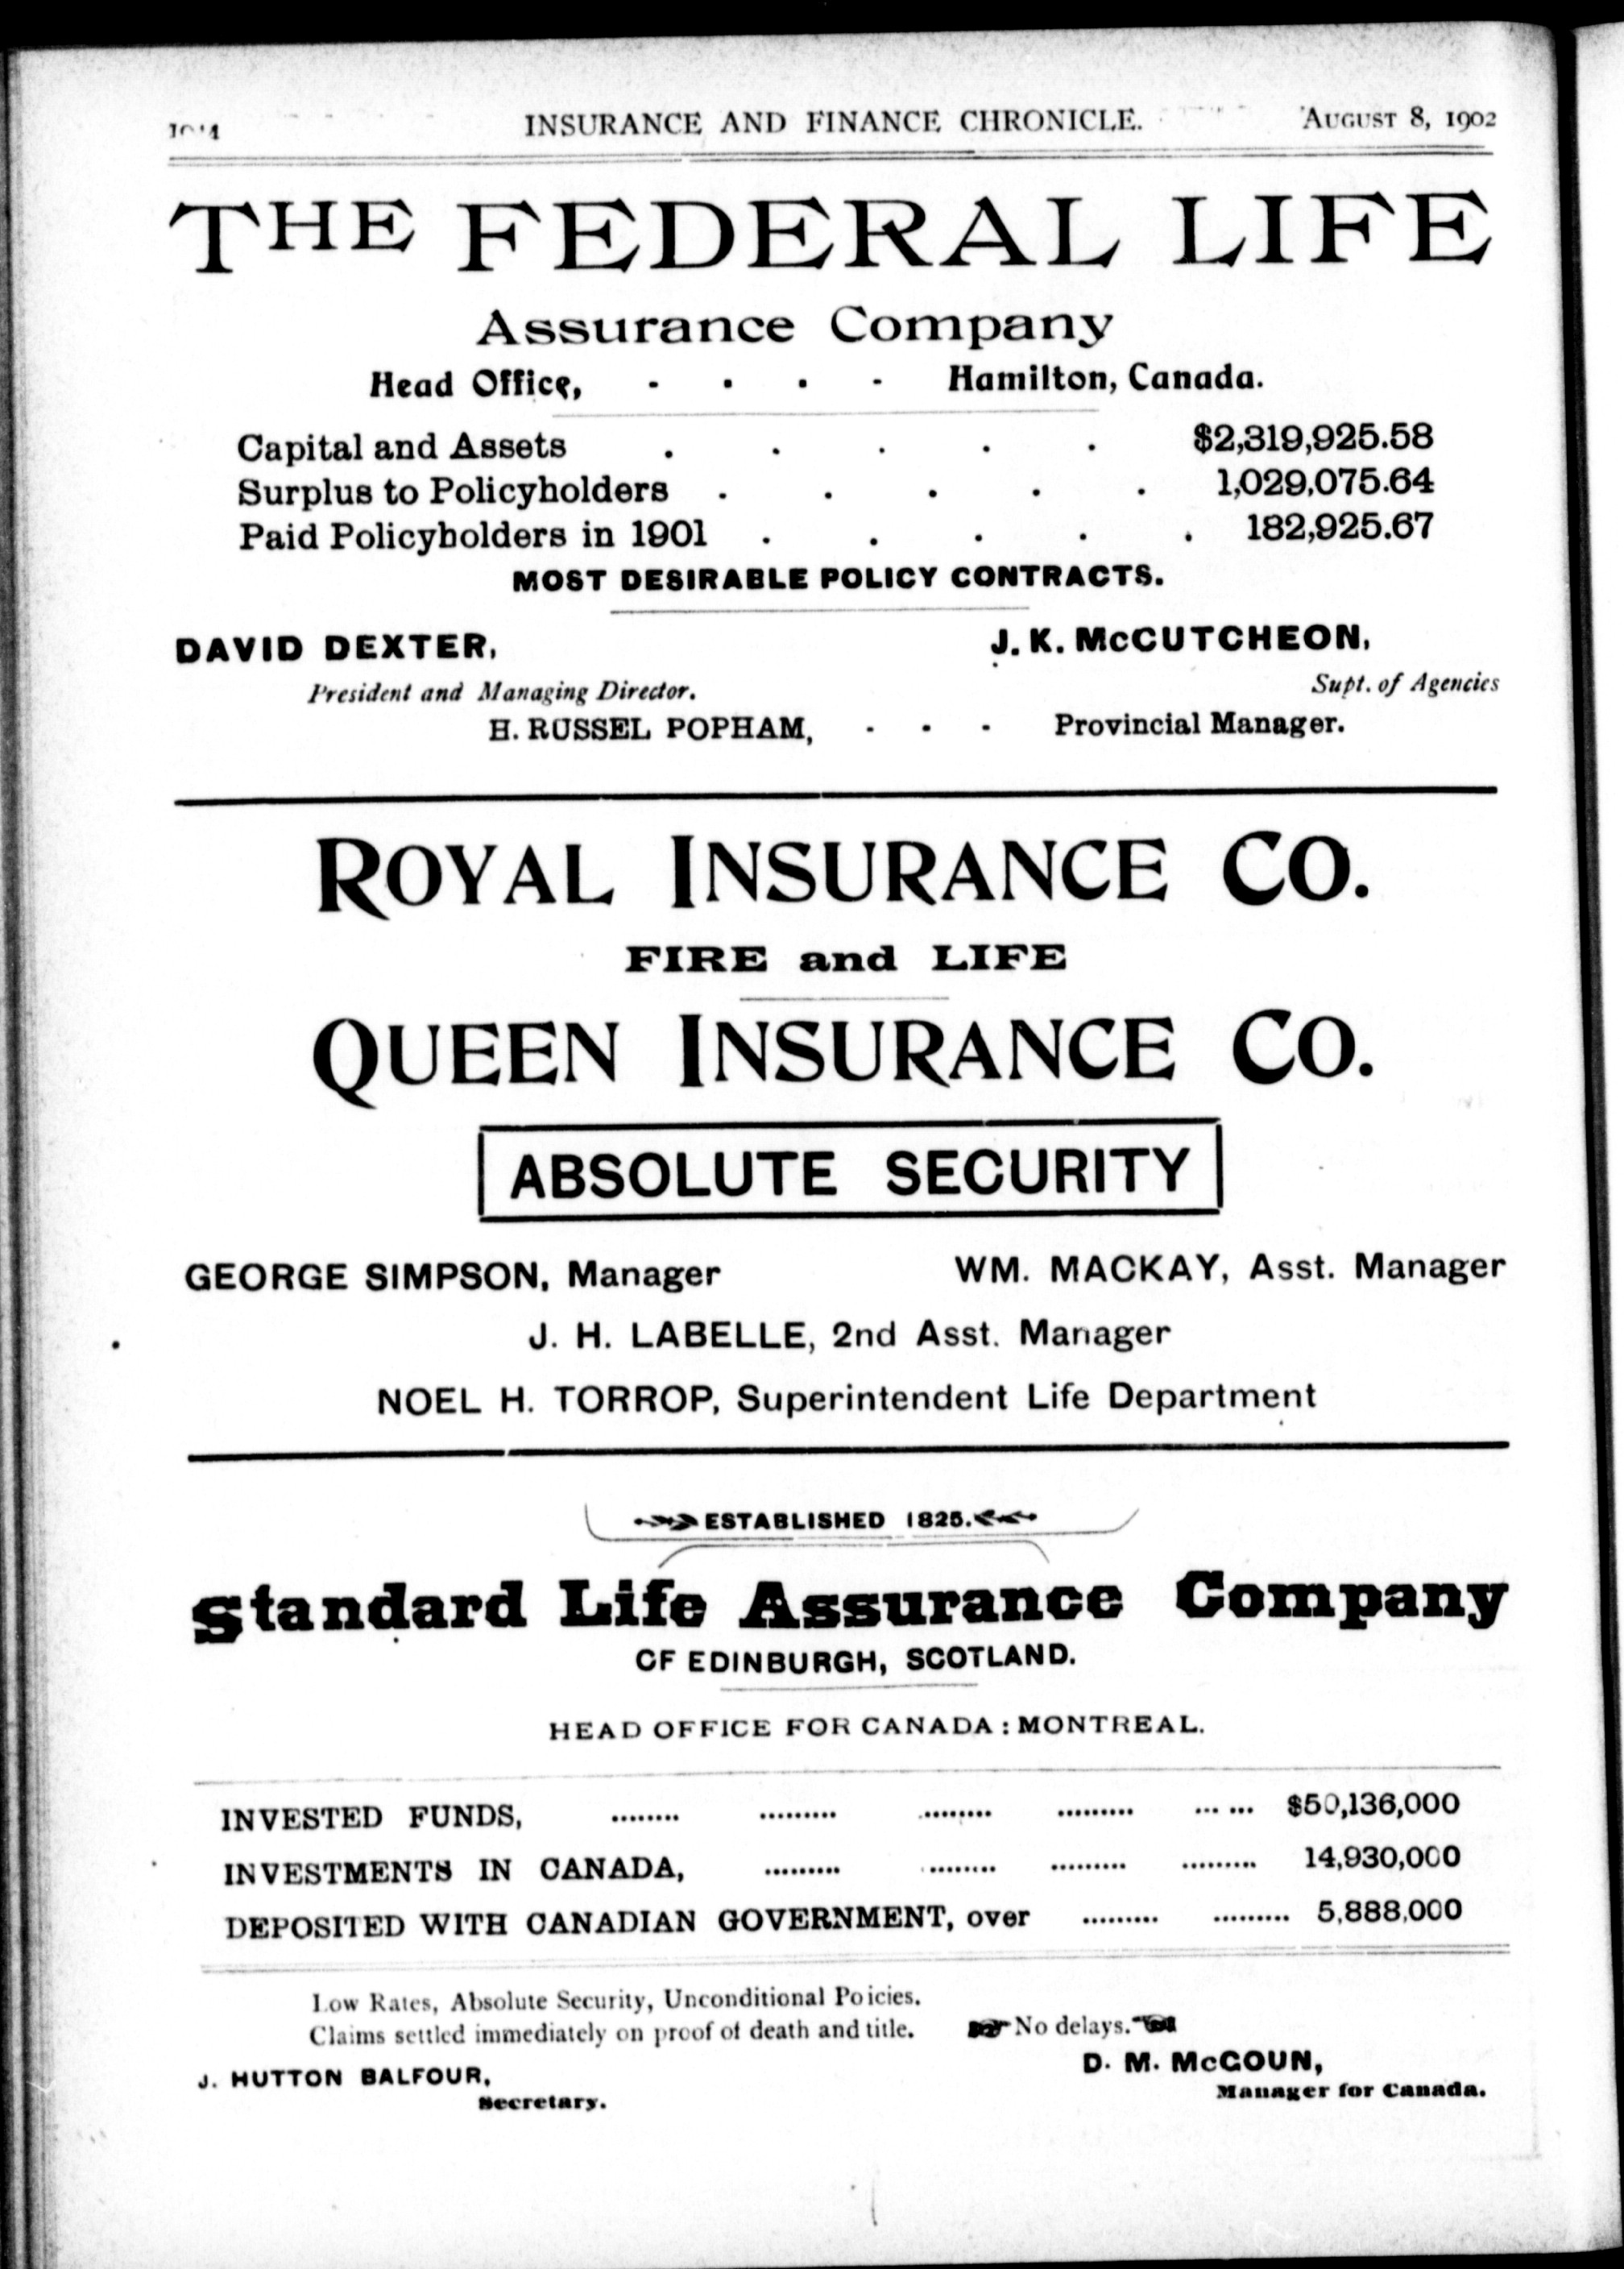 INSURANCE AND FINANCE CHRONICLE. AUGUST 8, 1902
THE FEDERAL LIFE
Assurance Company
Head Office, - - - - Hamilton, Canada.
Capital and Assets . . . . . $2,319,925.58
Surplus to Policyholders . . . . . 1,029,075.64
Paid Policyholders in 1901 . . . . . 182,925.67
MOST DESIRABLE POLICY CONTRACTS.
DAVID DEXTER, J. K. McCUTCHEON,
President and Managing Director. Supt. of Agencies
H. RUSSEL POPHAM, - - - Provincial Manager.
ROYAL INSURANCE CO.
FIRE and LIFE
QUEEN INSURANCE CO.
ABSOLUTE SECURITY
GEORGE SIMPSON, Manager WM. MACKAY, Asst. Manager
J. H. LABELLE, 2nd Asst. Manager
NOEL H. TORROP, Superintendent Life Department
ESTABLISHED 1825.
Standard Life Assurance Company
OF EDINBURGH, SCOTLAND.
HEAD OFFICE FOR CANADA : MONTREAL.
INVESTED FUNDS, ........ ......... ........ ......... ... ... $50,136,000
INVESTMENTS IN CANADA, ......... ........ ......... ......... 14,930,000
DEPOSITED WITH CANADIAN GOVERNMENT, over ......... ......... 5,888,000
Low Rates, Absolute Security, Unconditional Po icies.
Claims settled immediately on proof of death and title. No delays.
J. HUTTON BALFOUR, D. M. McGOUN,
Secretary. Manager for Canada.